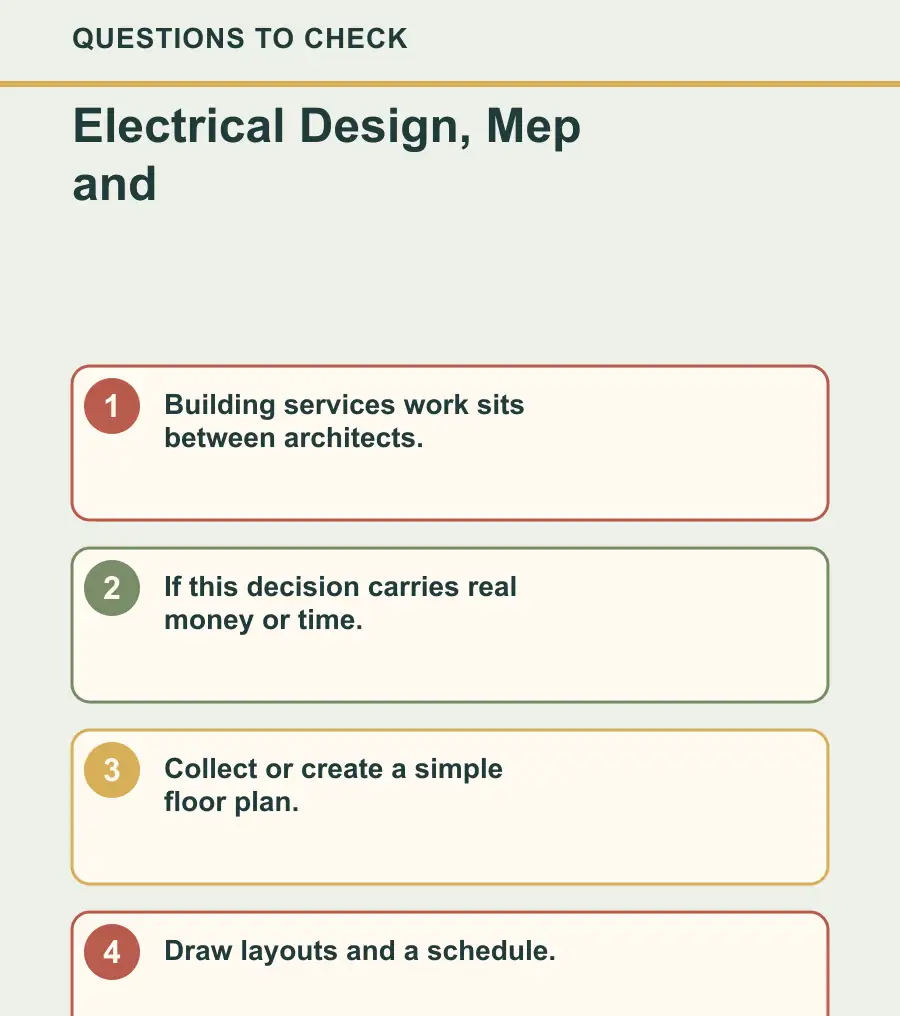 QUESTIONS TO CHECK
Electrical Design, Mep
and
1
Building services work sits
between architects.
2
If this decision carries real
money or time.
3
Collect or create a simple
floor plan.
4
Draw layouts and a schedule.